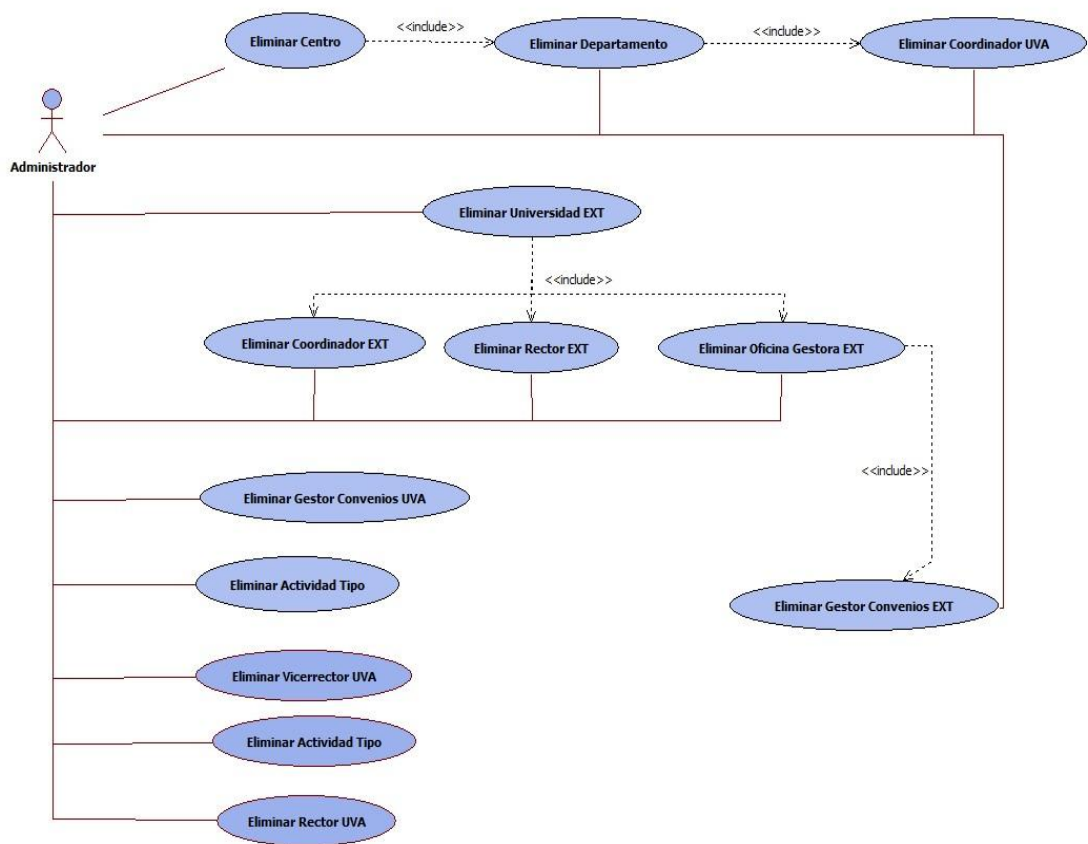 <<include>>
<<include>>
Eliminar Centro
Eliminar Departamento
Eliminar Coordinador UVA
Administrador
Eliminar Universidad EXT
<<include>>
Eliminar Coordinador EXT
Eliminar Rector EXT
Eliminar Oficina Gestora EXT
<<include>>
Eliminar Gestor Convenios UVA
Eliminar Actividad Tipo
Eliminar Gestor Convenios EXT
Eliminar Vicerrector UVA
Eliminar Actividad Tipo
Eliminar Rector UVA